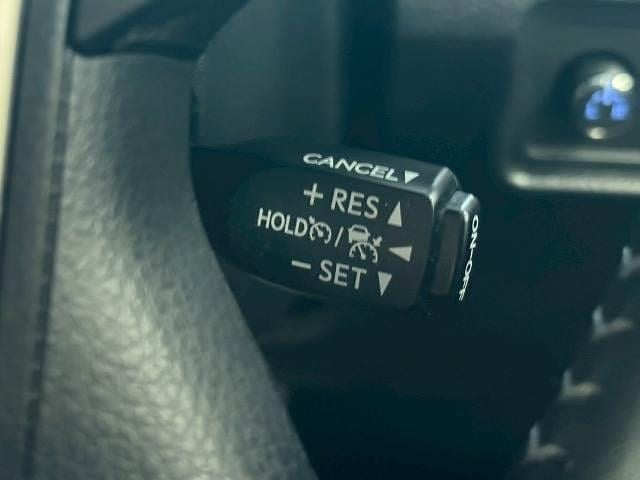 CANCEL▼
+ RES ▲
HOLD / ◀
− SET ▼
ON-OFF